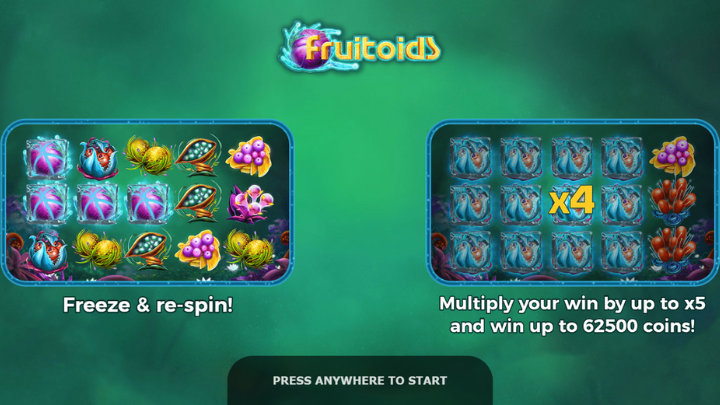 fruitoids
x4
Freeze & re-spin!
Multiply your win by up to x5
and win up to 62500 coins!
PRESS ANYWHERE TO START